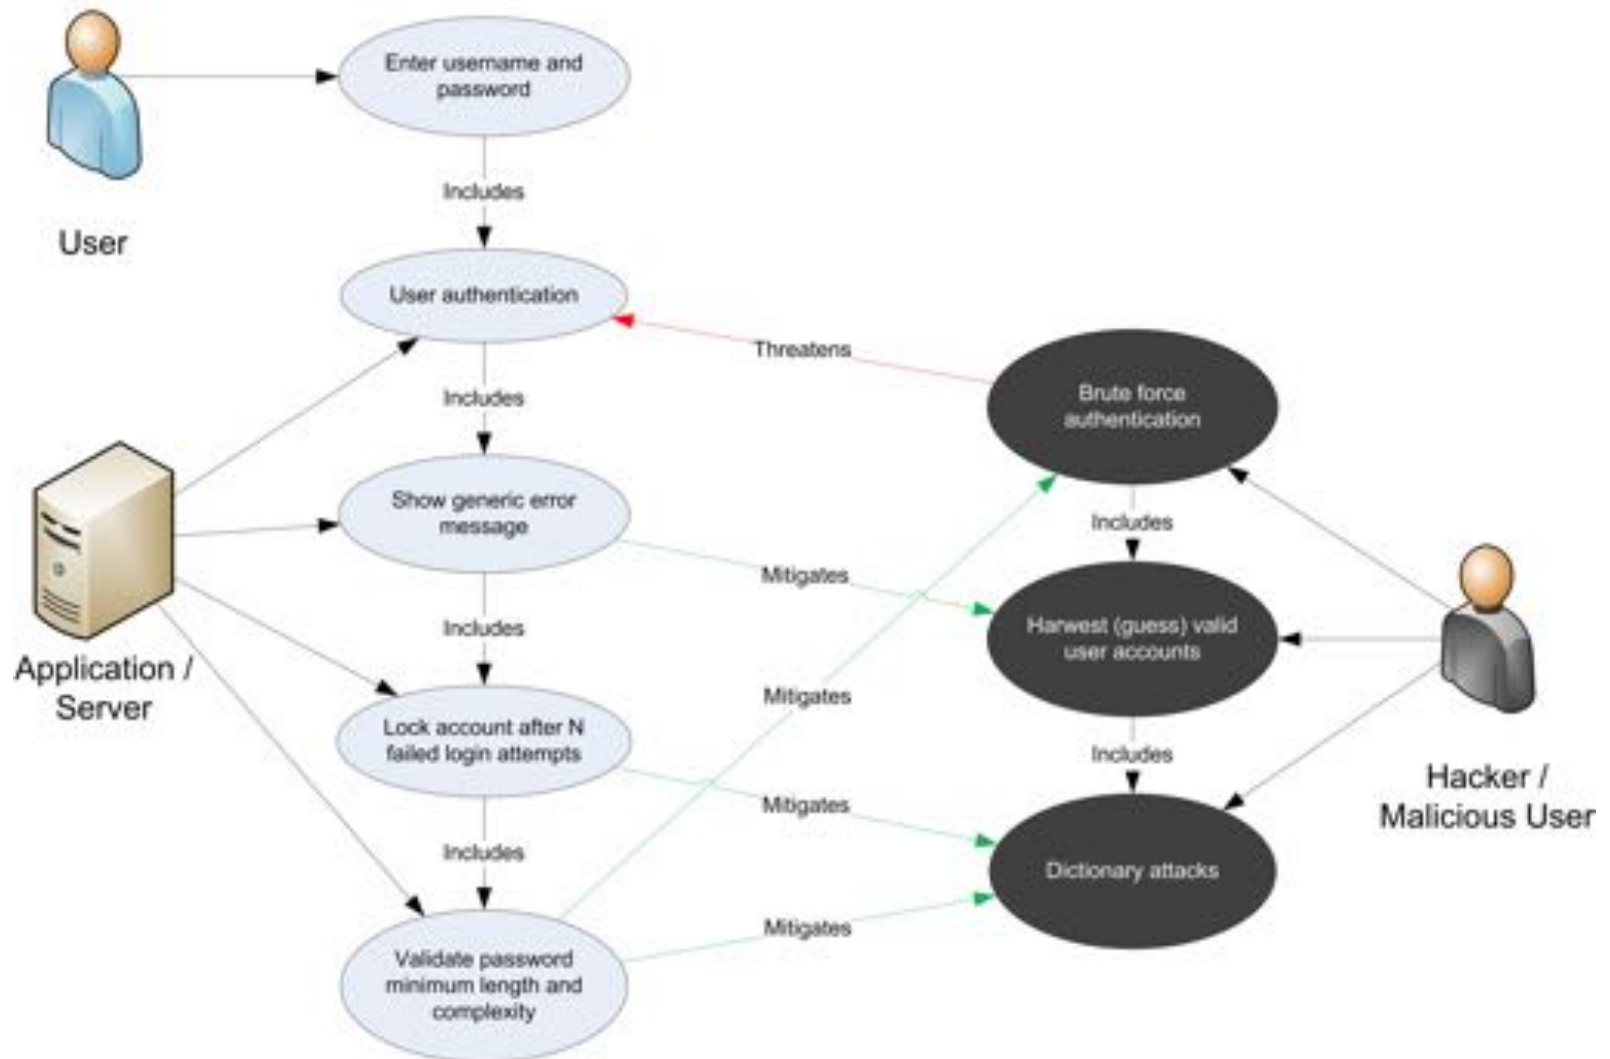 Enter username and
password
User
Includes
User authentication
Threatens
Includes
Brute force
authentication
Show generic error
message
Includes
Mitigates
Harwest (guess) valid
user accounts
Includes
Application /
Server
Mitigates
Lock account after N
failed login attempts
Includes
Mitigates
Hacker /
Malicious User
Includes
Dictionary attacks
Mitigates
Validate password
minimum length and
complexity